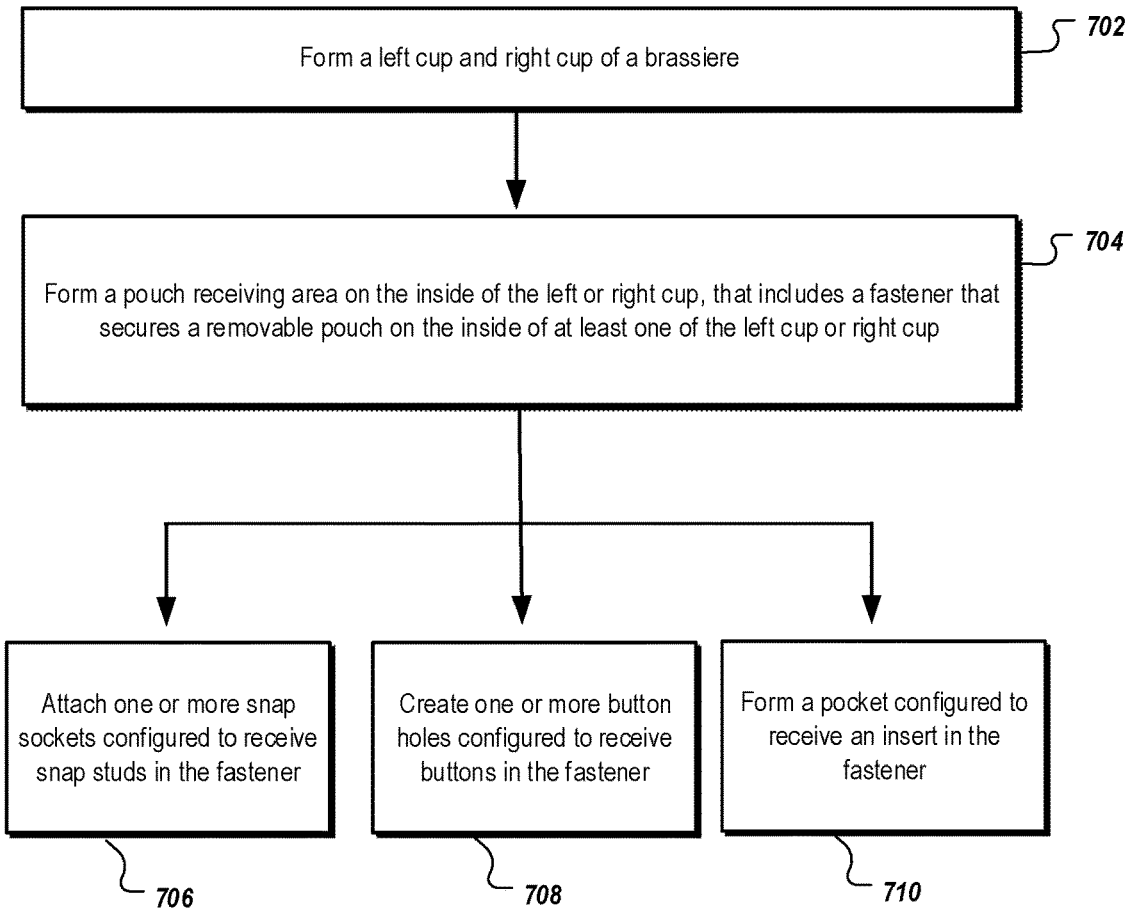 702
Form a left cup and right cup of a brassiere
704
Form a pouch receiving area on the inside of the left or right cup, that includes a fastener that
secures a removable pouch on the inside of at least one of the left cup or right cup
Attach one or more snap
sockets configured to receive
snap studs in the fastener
Create one or more button
holes configured to receive
buttons in the fastener
Form a pocket configured to
receive an insert in the
fastener
706
708
710